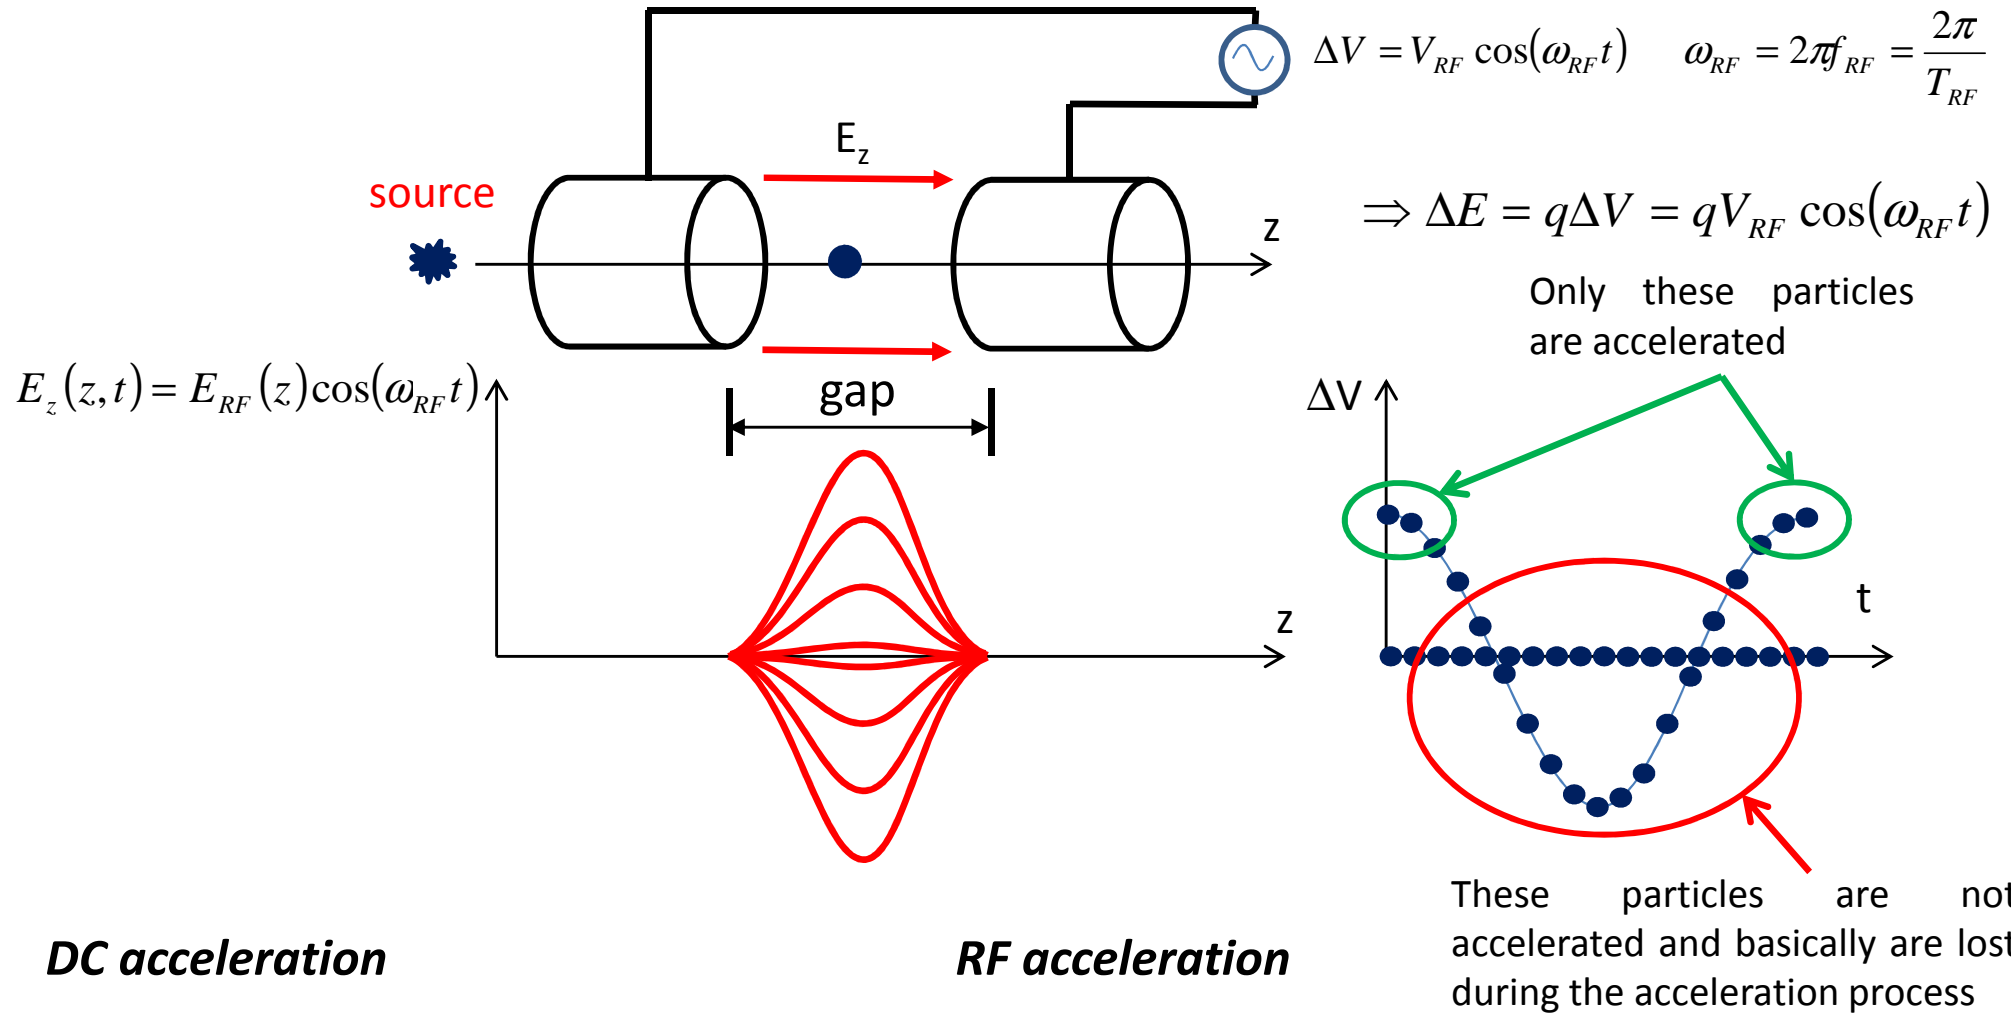 ΔV = V_RF cos(ω_RF t)    ω_RF = 2πf_RF = 2π/T_RF
E_z
source
z
⇒ ΔE = qΔV = qV_RF cos(ω_RF t)
Only these particles
are accelerated
E_z(z,t) = E_RF(z)cos(ω_RF t)
gap
ΔV
z
t
These particles are not
accelerated and basically are lost
during the acceleration process
DC acceleration
RF acceleration